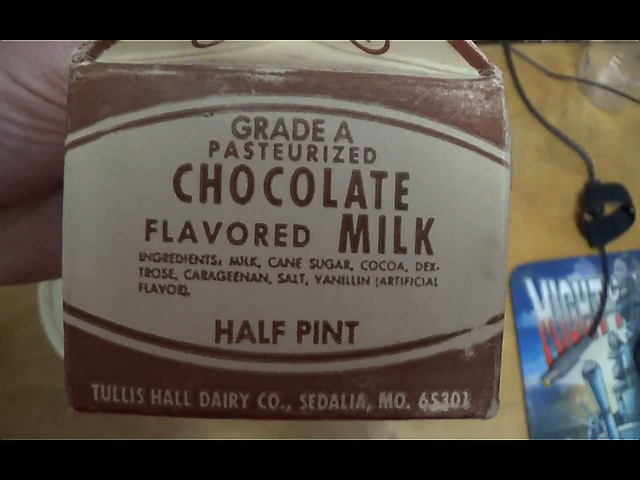 GRADE A
PASTEURIZED
CHOCOLATE
FLAVORED MILK
INGREDIENTS: MILK, CANE SUGAR, COCOA, DEX-
TROSE, CARAGEENAN, SALT, VANILLIN (ARTIFICIAL
FLAVOR).
HALF PINT
TULLIS HALL DAIRY CO., SEDALIA, MO. 65301
MIGHT